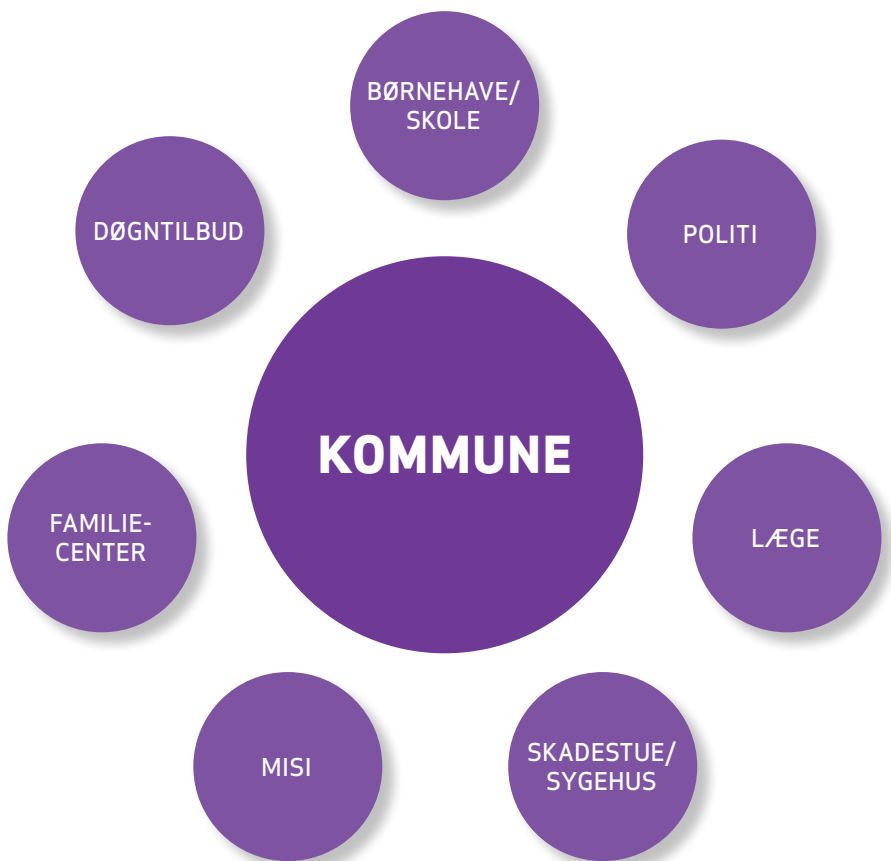 BØRNEHAVE/
SKOLE
DØGNTILBUD
POLITI
KOMMUNE
FAMILIE-
CENTER
LÆGE
MISI
SKADESTUE/
SYGEHUS